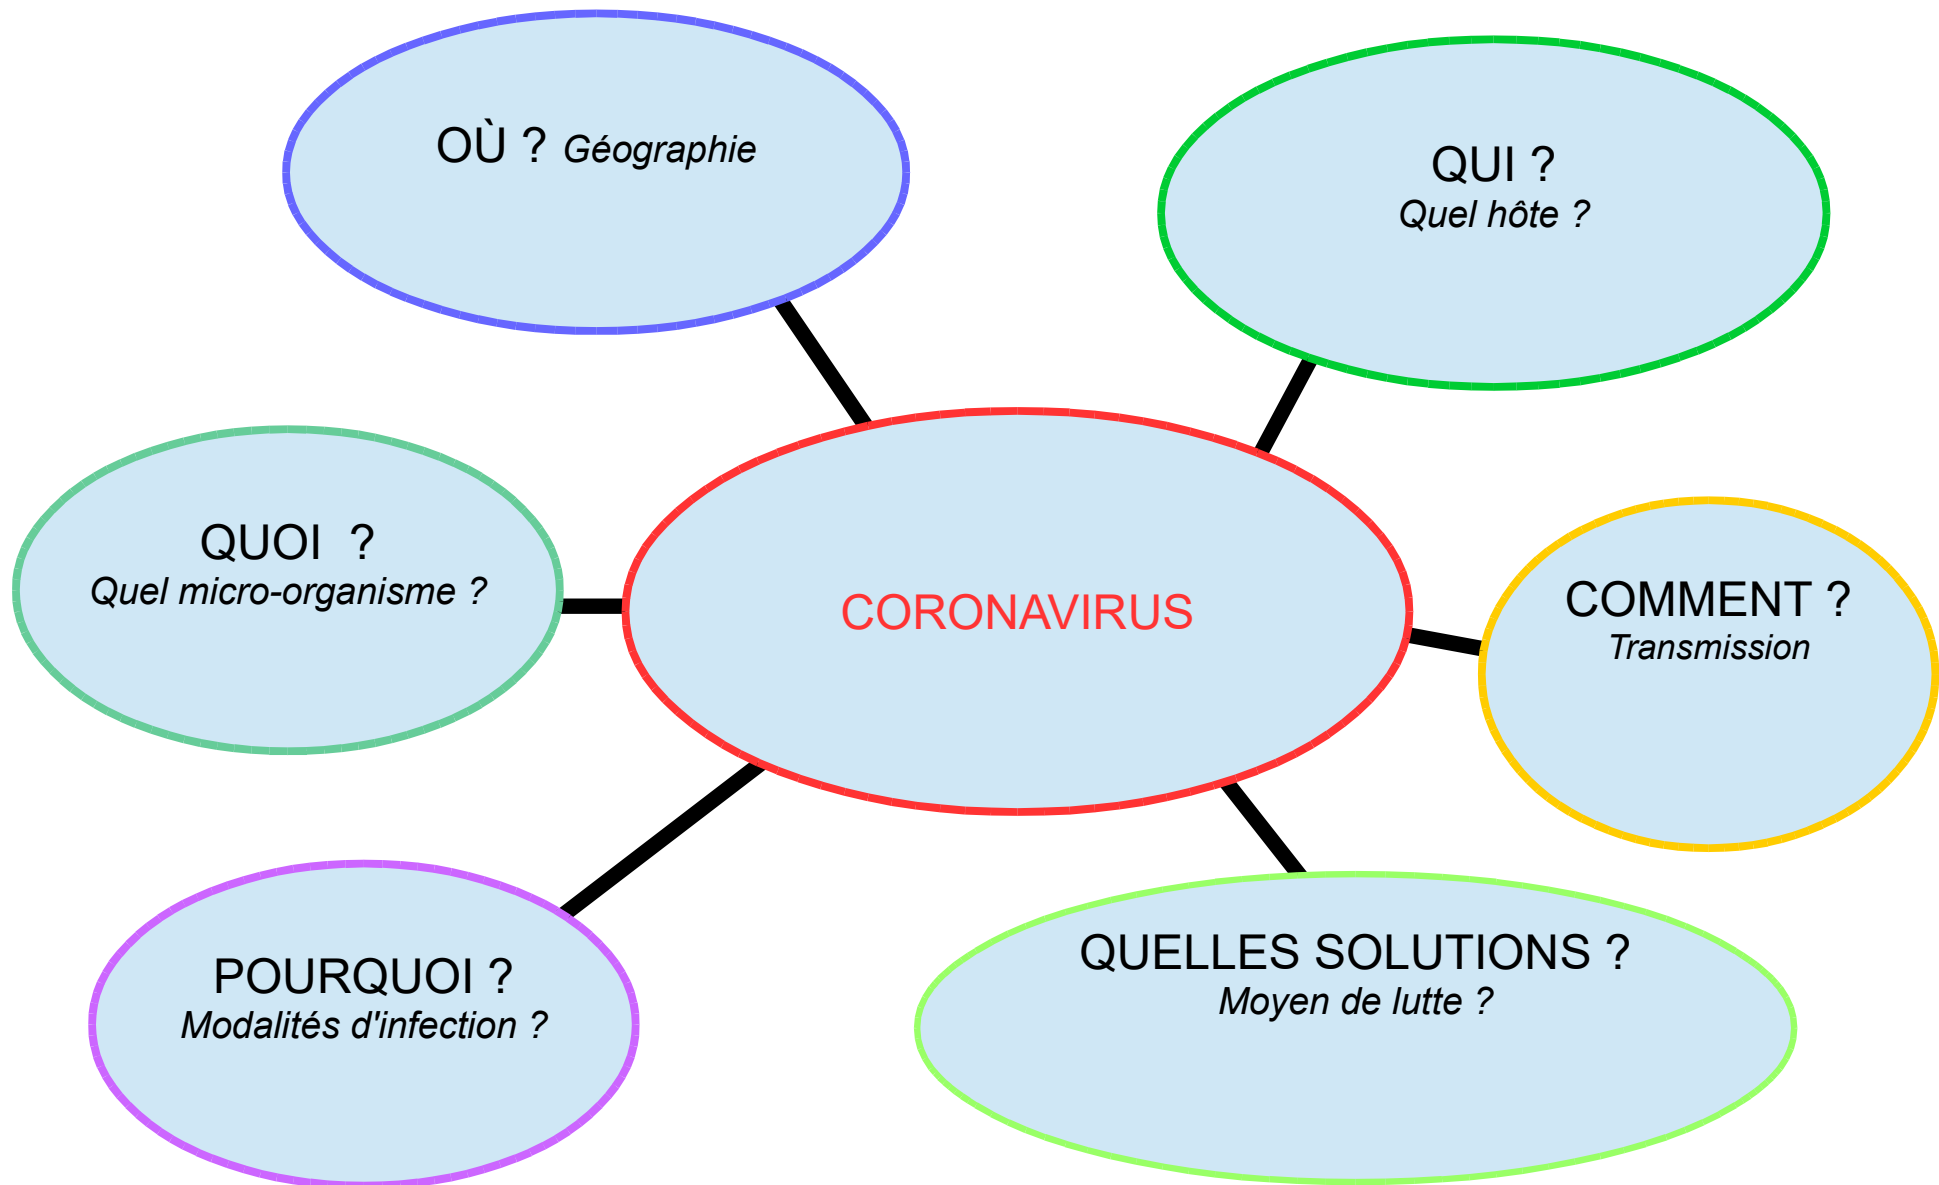 OÙ ? Géographie
QUI ?
Quel hôte ?
QUOI  ?
Quel micro-organisme ?
CORONAVIRUS
COMMENT ?
Transmission
POURQUOI ?
Modalités d'infection ?
QUELLES SOLUTIONS ?
Moyen de lutte ?